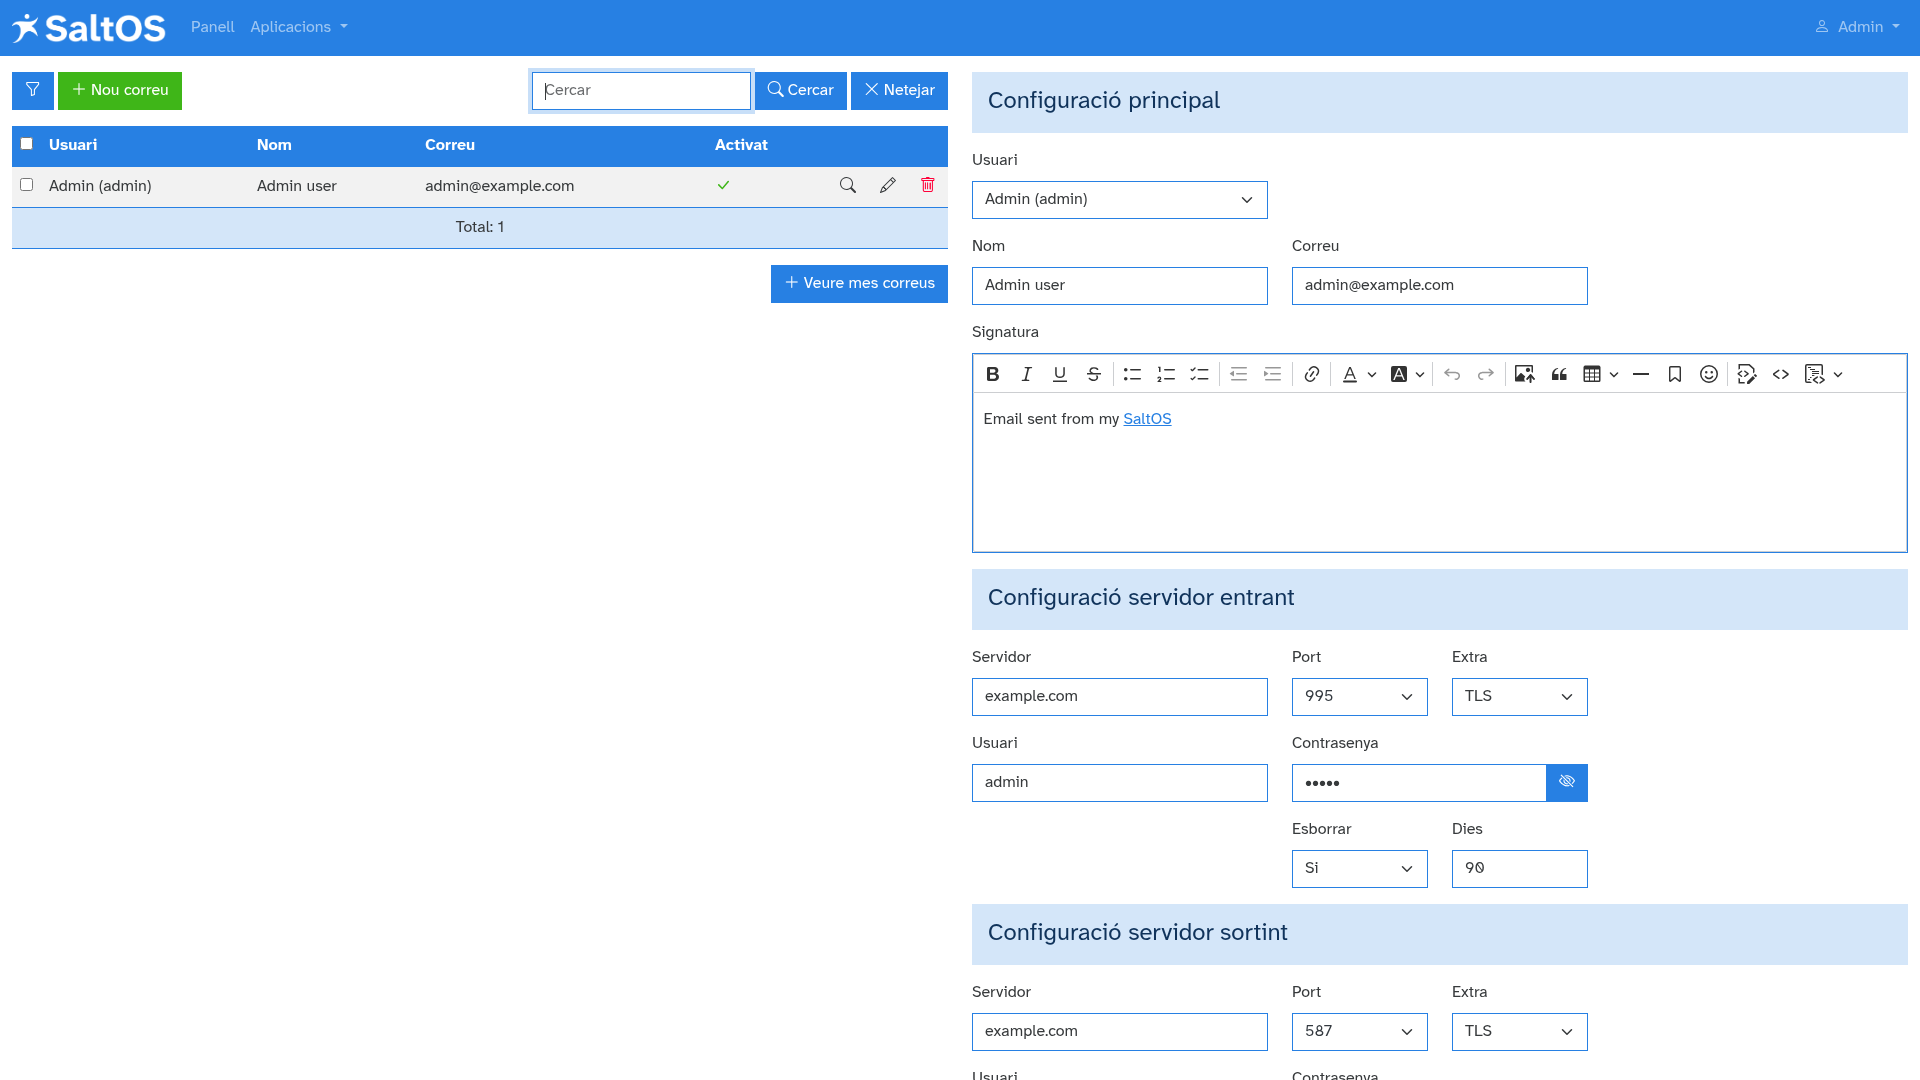 SaltOS Panell Aplicacions Admin
Nou correu Cercar Cercar Netejar
Usuari Nom Correu Activat
Admin (admin) Admin user admin@example.com
Total: 1
Veure mes correus
Configuració principal
Usuari
Admin (admin)
Nom Correu
Admin user admin@example.com
Signatura
Email sent from my SaltOS
Configuració servidor entrant
Servidor Port Extra
example.com 995 TLS
Usuari Contrasenya
admin •••••
Esborrar Dies
Si 90
Configuració servidor sortint
Servidor Port Extra
example.com 587 TLS
Usuari Contrasenya